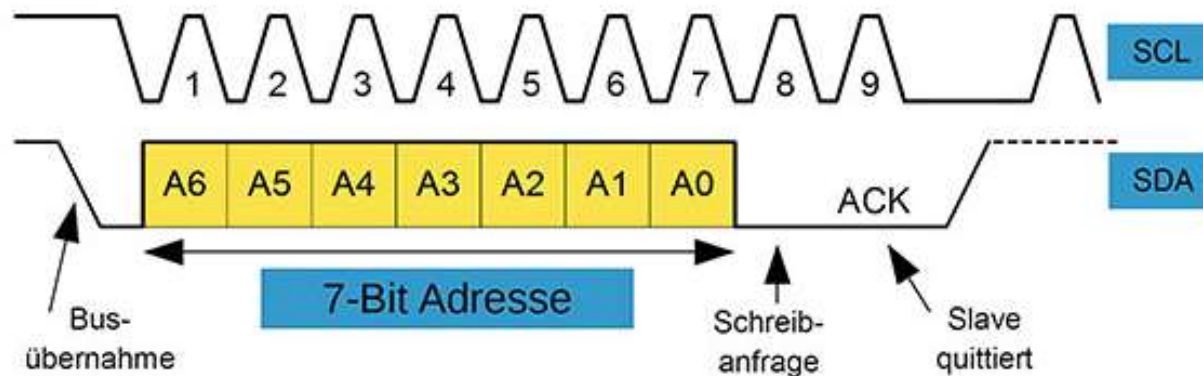 1 2 3 4 5 6 7 8 9
SCL
A6 A5 A4 A3 A2 A1 A0
ACK
SDA
7-Bit Adresse
Bus-
übernahme
Schreib-
anfrage
Slave
quittiert